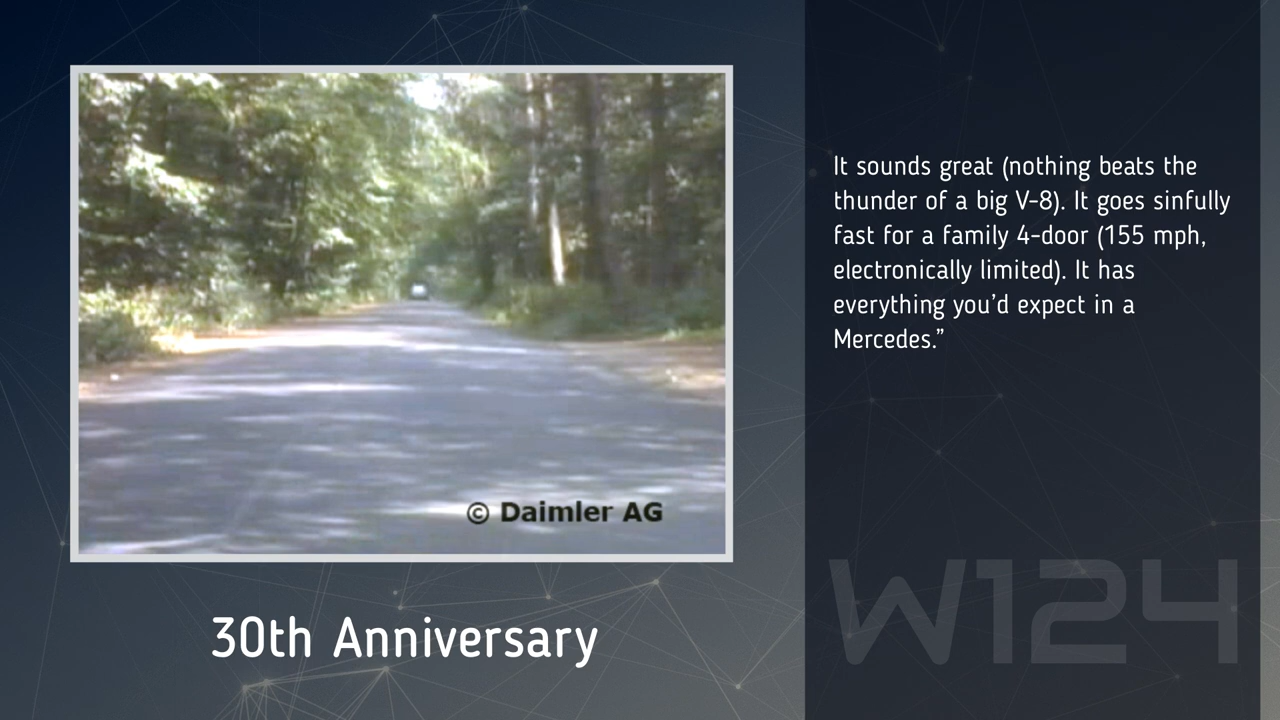 It sounds great (nothing beats the
thunder of a big V-8). It goes sinfully
fast for a family 4-door (155 mph,
electronically limited). It has
everything you’d expect in a
Mercedes.”
© Daimler AG
30th Anniversary
W124